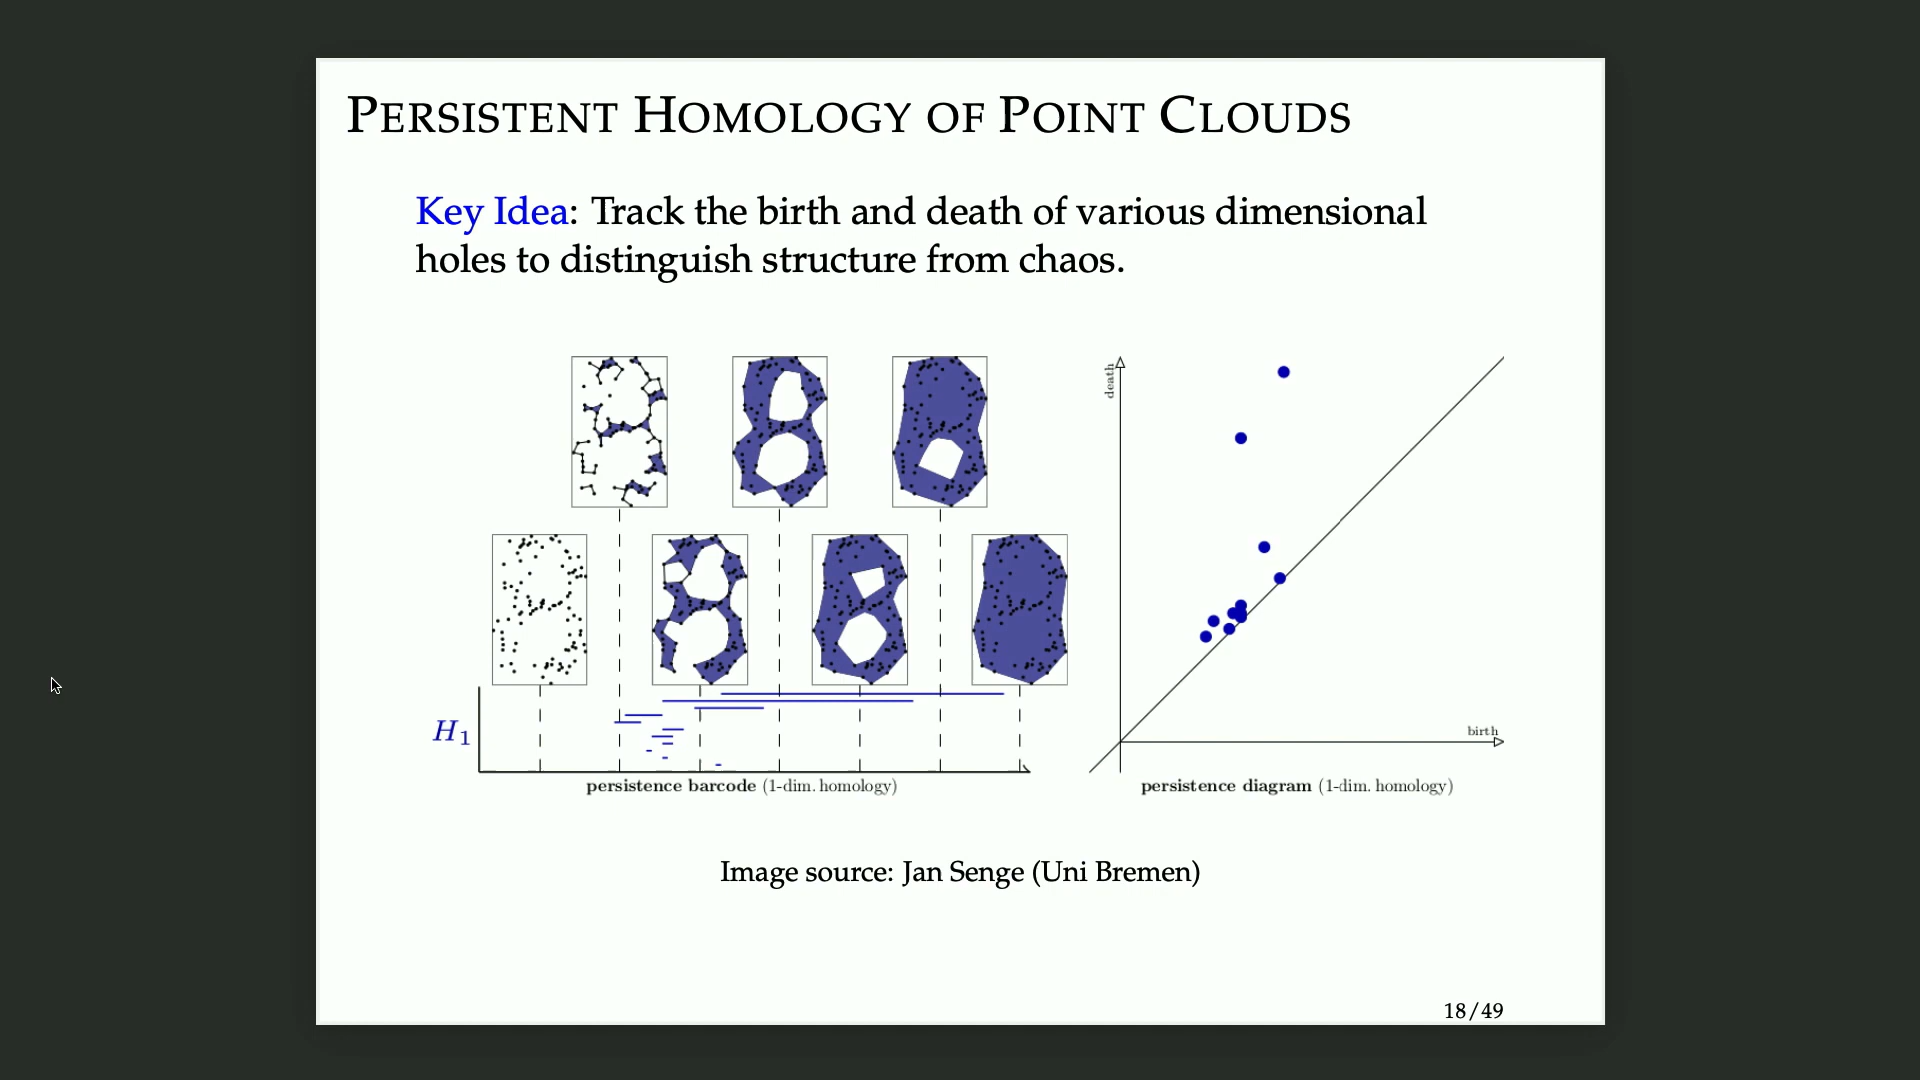 PERSISTENT HOMOLOGY OF POINT CLOUDS
Key Idea: Track the birth and death of various dimensional
holes to distinguish structure from chaos.
H₁
persistence barcode (1-dim. homology)
death
birth
persistence diagram (1-dim. homology)
Image source: Jan Senge (Uni Bremen)
18/49